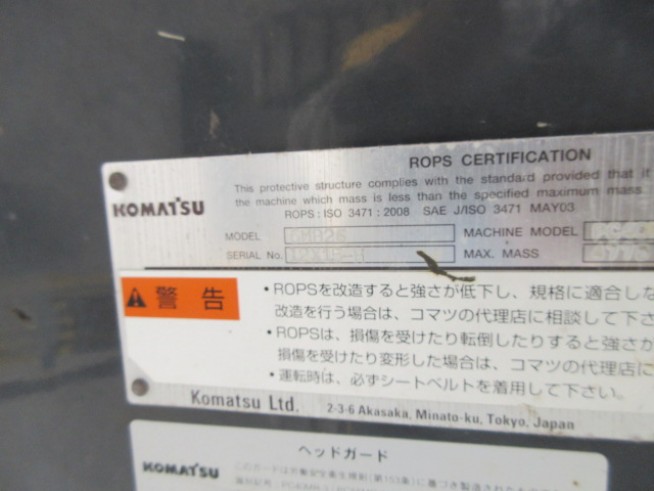 ROPS CERTIFICATION
This protective structure complies with the standard provided that it
the machine which mass is less than the specified maximum mass
KOMATSU
ROPS : ISO 3471 : 2008 SAE J/ISO 3471 MAY03
MODEL
MACHINE MODEL
SERIAL No.
MAX. MASS
警告
•ROPSを改造すると強さが低下し、規格に適合しな
改造を行う場合は、コマツの代理店に相談して下さ
•ROPSは、損傷を受けたり転倒したりすると強さが
損傷を受けたり変形した場合は、コマツの代理店に
•運転時は、必ずシートベルトを着用して下さい。
Komatsu Ltd. 2-3-6 Akasaka, Minato-ku, Tokyo, Japan
ヘッドガード
KOMATSU